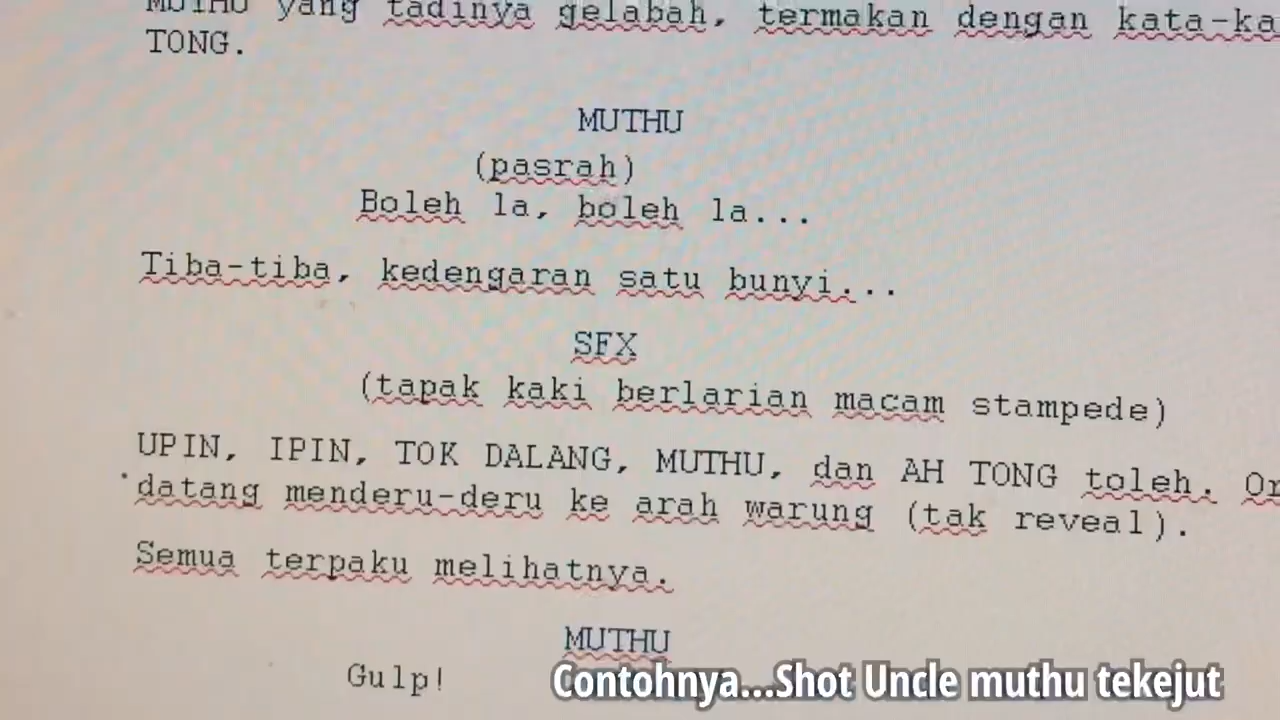 MUTHU yang tadinya gelabah, termakan dengan
TONG.
MUTHU
(pasrah)
Boleh la, boleh la...
Tiba-tiba, kedengaran satu bunyi...
SFX
(tapak kaki berlarian macam stampede)
UPIN, IPIN, TOK DALANG, MUTHU, dan AH TONG toleh.
datang menderu-deru ke arah warung (tak reveal).
Semua terpaku melihatnya.
MUTHU
Gulp!
Contohnya...Shot Uncle muthu tekejut